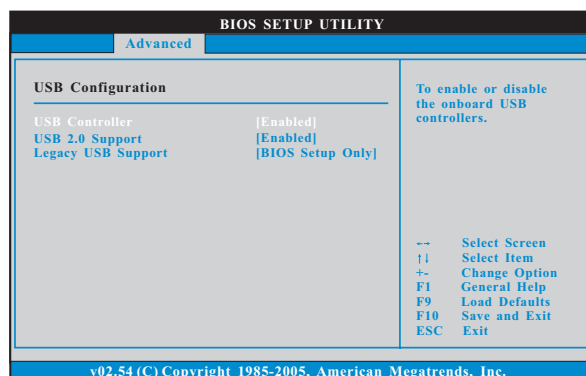 BIOS SETUP UTILITY
Advanced
USB Configuration
USB Controller [Enabled]
USB 2.0 Support [Enabled]
Legacy USB Support [BIOS Setup Only]
To enable or disable
the onboard USB
controllers.
←→ Select Screen
↑↓ Select Item
+- Change Option
F1 General Help
F9 Load Defaults
F10 Save and Exit
ESC Exit
v02.54 (C) Copyright 1985-2005, American Megatrends, Inc.